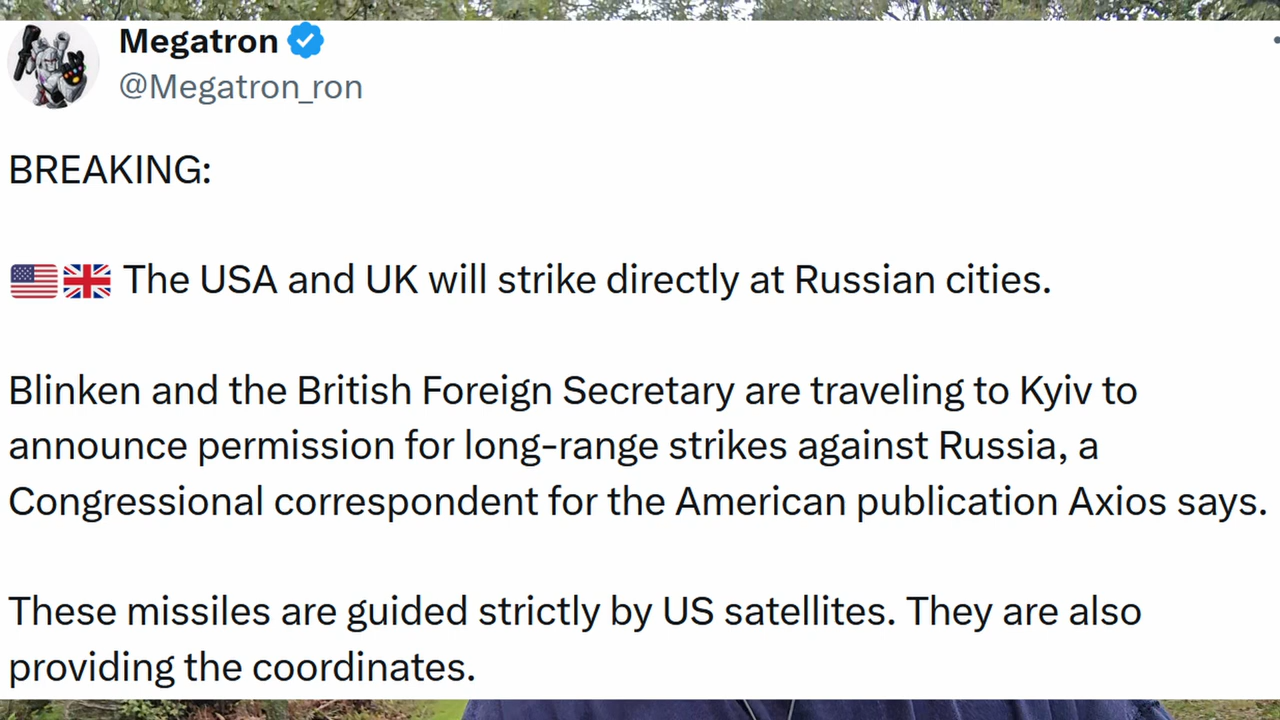 Megatron
@Megatron_ron
BREAKING:
🇺🇸🇬🇧 The USA and UK will strike directly at Russian cities.
Blinken and the British Foreign Secretary are traveling to Kyiv to
announce permission for long-range strikes against Russia, a
Congressional correspondent for the American publication Axios says.
These missiles are guided strictly by US satellites. They are also
providing the coordinates.